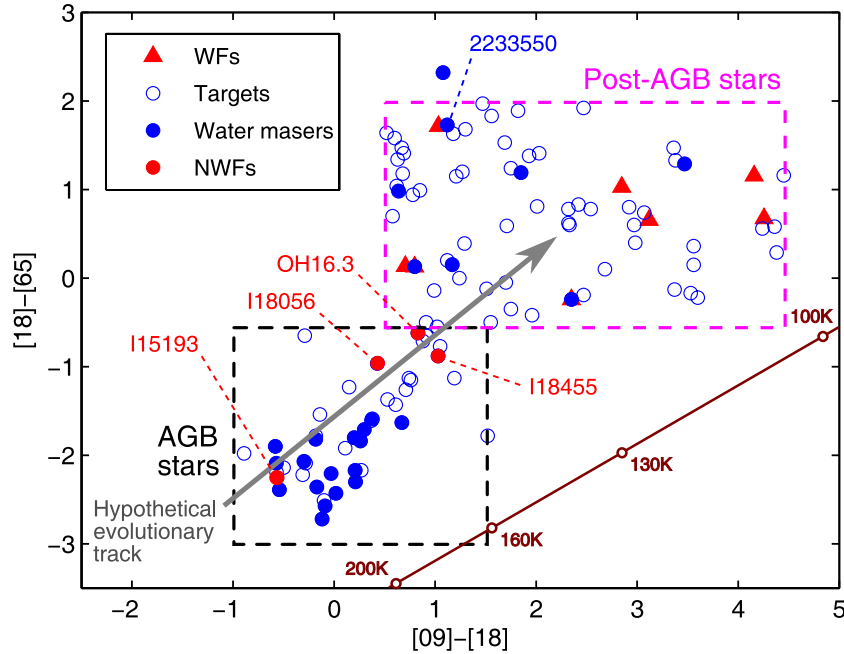 3
2
1
0
−1
−2
−3
[18]−[65]
WFs
Targets
Water masers
NWFs
2233550
Post-AGB stars
OH16.3
I18056
I15193
I18455
AGB
stars
Hypothetical
evolutionary
track
100K
130K
160K
200K
−2
−1
0
1
2
3
4
5
[09]−[18]